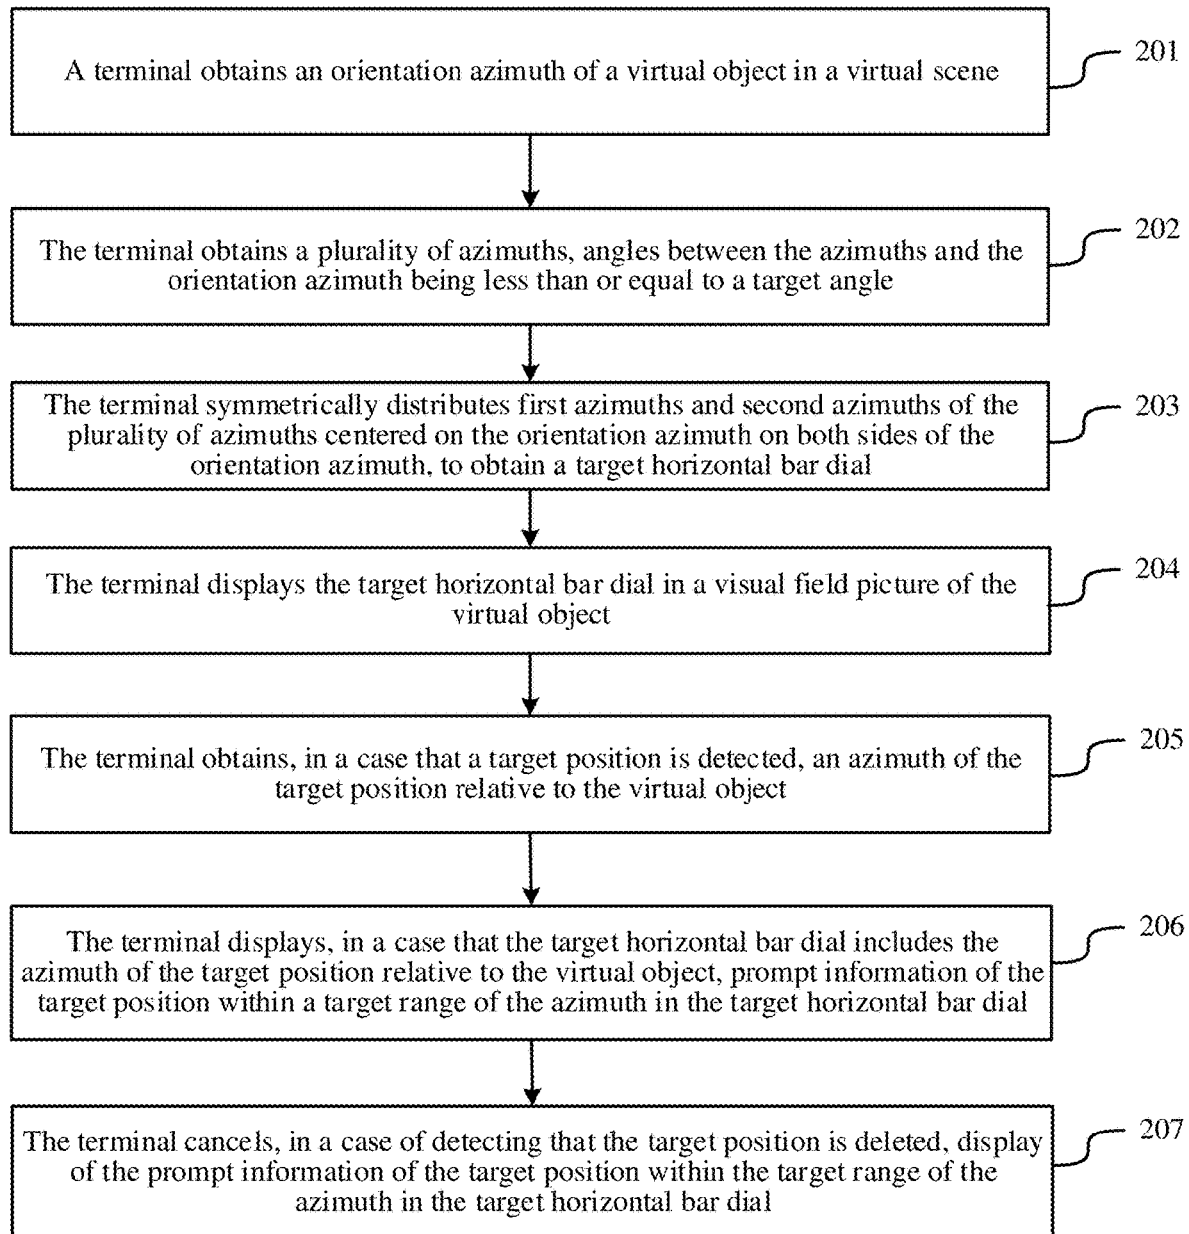 A terminal obtains an orientation azimuth of a virtual object in a virtual scene
201
The terminal obtains a plurality of azimuths, angles between the azimuths and the
orientation azimuth being less than or equal to a target angle
202
The terminal symmetrically distributes first azimuths and second azimuths of the
plurality of azimuths centered on the orientation azimuth on both sides of the
orientation azimuth, to obtain a target horizontal bar dial
203
The terminal displays the target horizontal bar dial in a visual field picture of the
virtual object
204
The terminal obtains, in a case that a target position is detected, an azimuth of the
target position relative to the virtual object
205
The terminal displays, in a case that the target horizontal bar dial includes the
azimuth of the target position relative to the virtual object, prompt information of the
target position within a target range of the azimuth in the target horizontal bar dial
206
The terminal cancels, in a case of detecting that the target position is deleted, display
of the prompt information of the target position within the target range of the
azimuth in the target horizontal bar dial
207